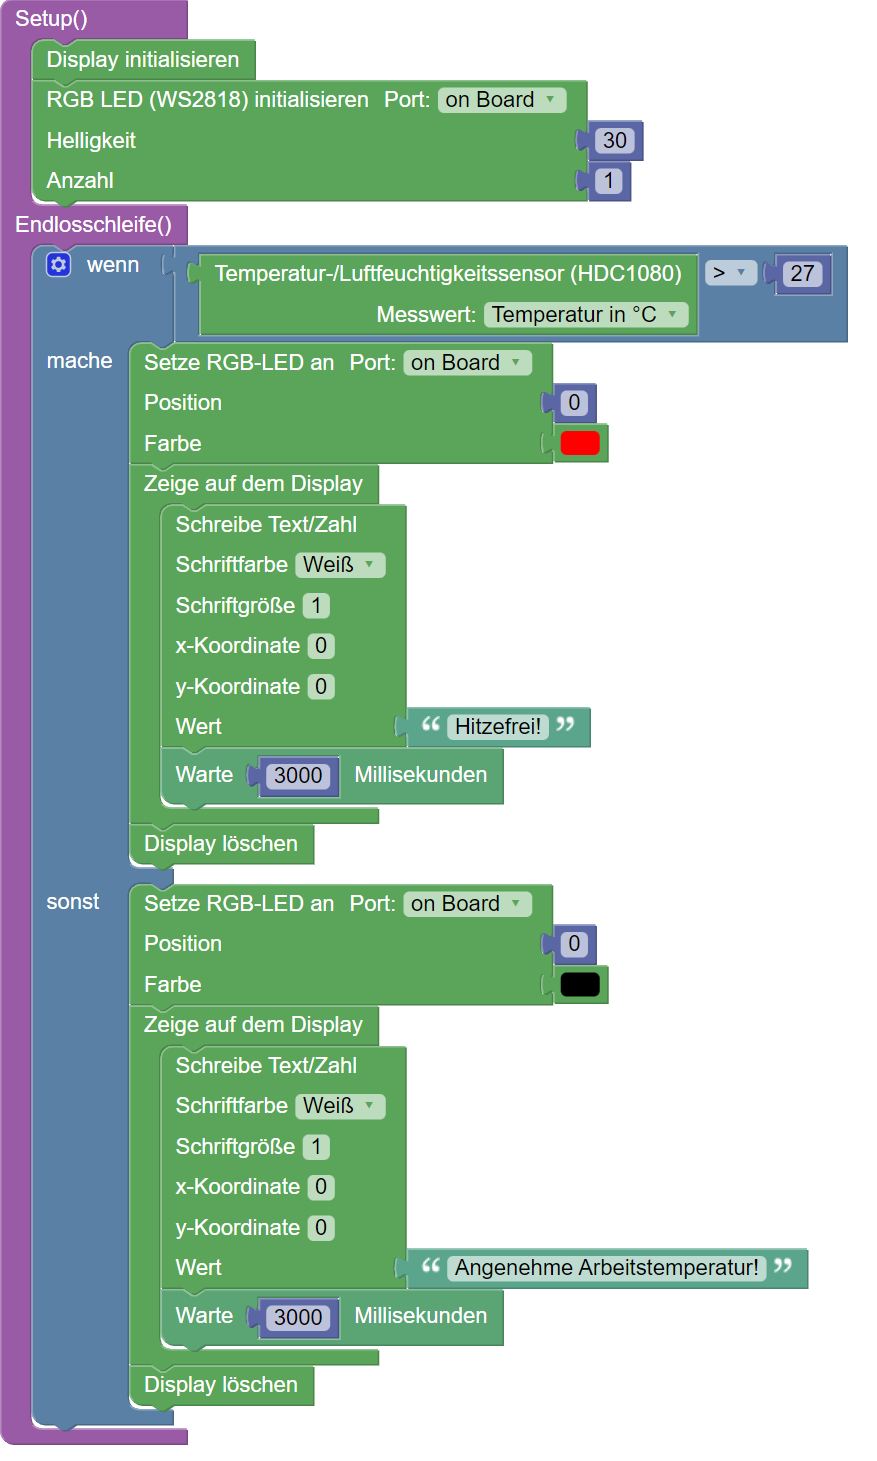 Setup()
Display initialisieren
RGB LED (WS2818) initialisieren Port: on Board
Helligkeit 30
Anzahl 1
Endlosschleife()
wenn Temperatur-/Luftfeuchtigkeitssensor (HDC1080) > 27
Messwert: Temperatur in °C
mache Setze RGB-LED an Port: on Board
Position 0
Farbe
Zeige auf dem Display
Schreibe Text/Zahl
Schriftfarbe Weiß
Schriftgröße 1
x-Koordinate 0
y-Koordinate 0
Wert “ Hitzefrei! ”
Warte 3000 Millisekunden
Display löschen
sonst Setze RGB-LED an Port: on Board
Position 0
Farbe
Zeige auf dem Display
Schreibe Text/Zahl
Schriftfarbe Weiß
Schriftgröße 1
x-Koordinate 0
y-Koordinate 0
Wert “ Angenehme Arbeitstemperatur! ”
Warte 3000 Millisekunden
Display löschen